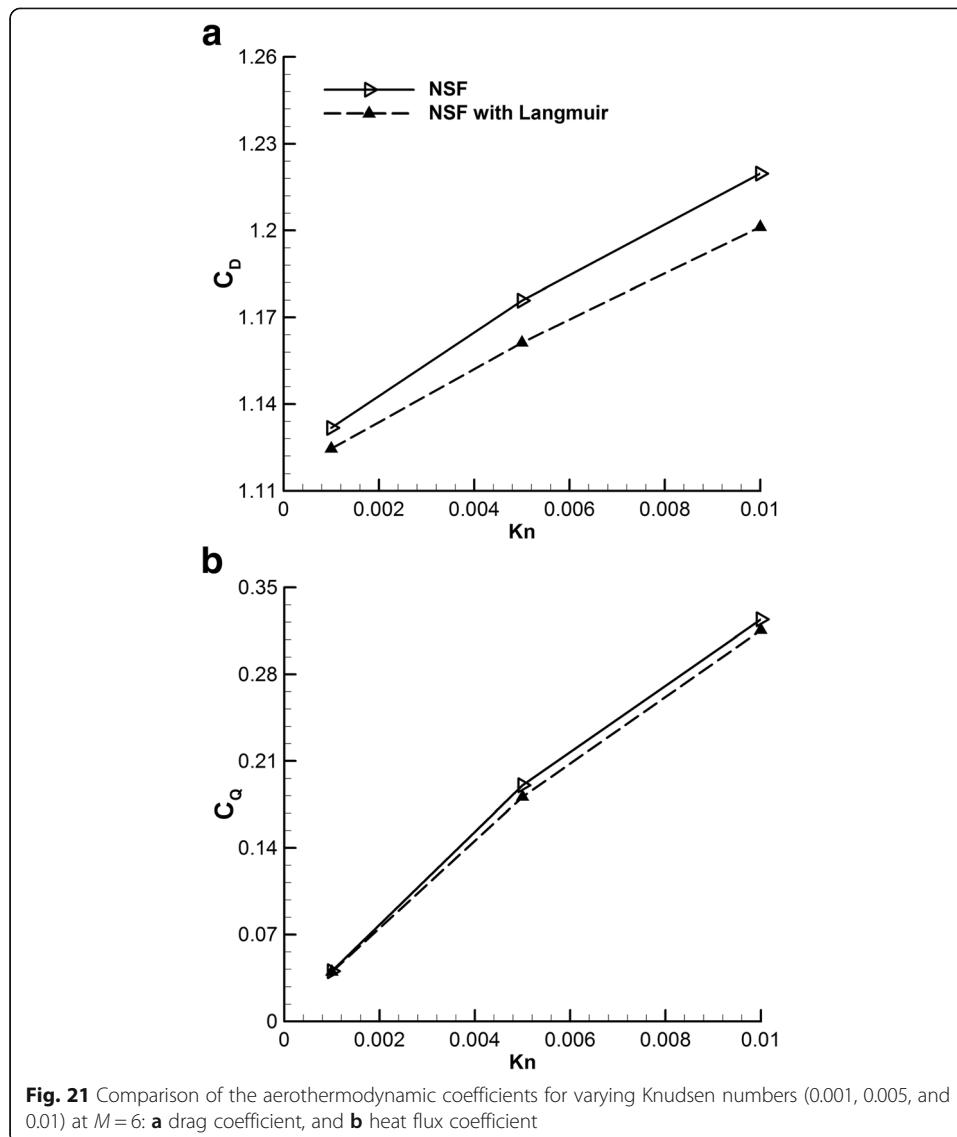 a
1.26
1.23
1.2
1.17
1.14
1.11
C_D
NSF
NSF with Langmuir
0 0.002 0.004 0.006 0.008 0.01
Kn
b
0.35
0.28
0.21
0.14
0.07
0
C_Q
0 0.002 0.004 0.006 0.008 0.01
Kn
Fig. 21 Comparison of the aerothermodynamic coefficients for varying Knudsen numbers (0.001, 0.005, and
0.01) at M = 6: a drag coefficient, and b heat flux coefficient